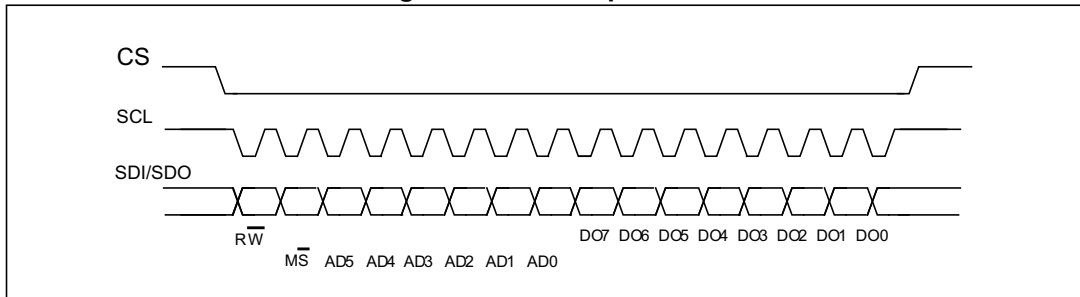 CS
SCL
SDI/SDO
RW DO7 DO6 DO5 DO4 DO3 DO2 DO1 DO0
MS AD5 AD4 AD3 AD2 AD1 AD0